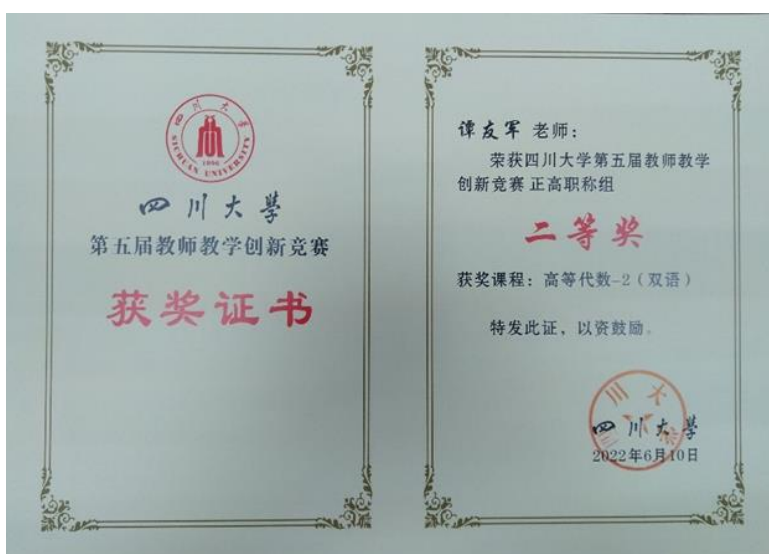 四川大学
1896
SICHUAN UNIVERSITY
四川大學
第五届教师教学创新竞赛
获奖证书
谭友军 老师：
荣获四川大学第五届教师教学
创新竞赛 正高职称组
二等奖
获奖课程：高等代数-2（双语）
特发此证，以资鼓励。
四川大學
2022年6月10日